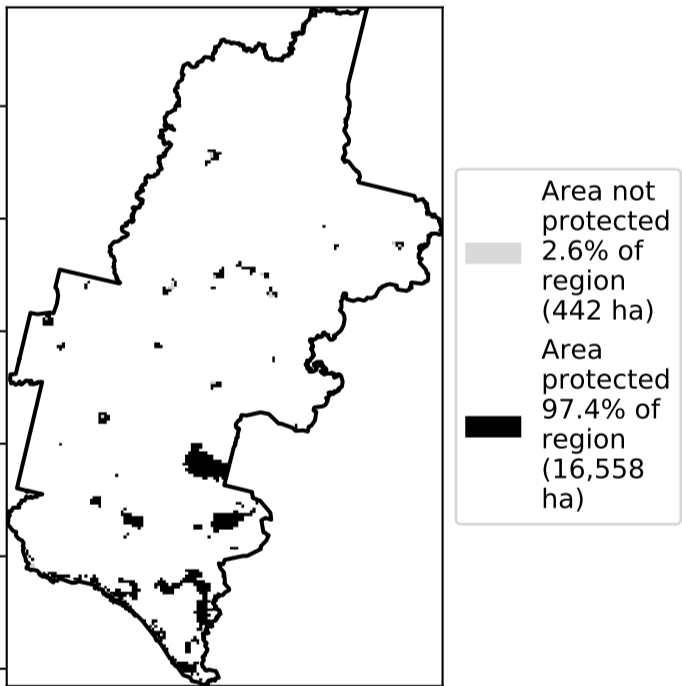 Area not
protected
2.6% of
region
(442 ha)
Area
protected
97.4% of
region
(16,558
ha)